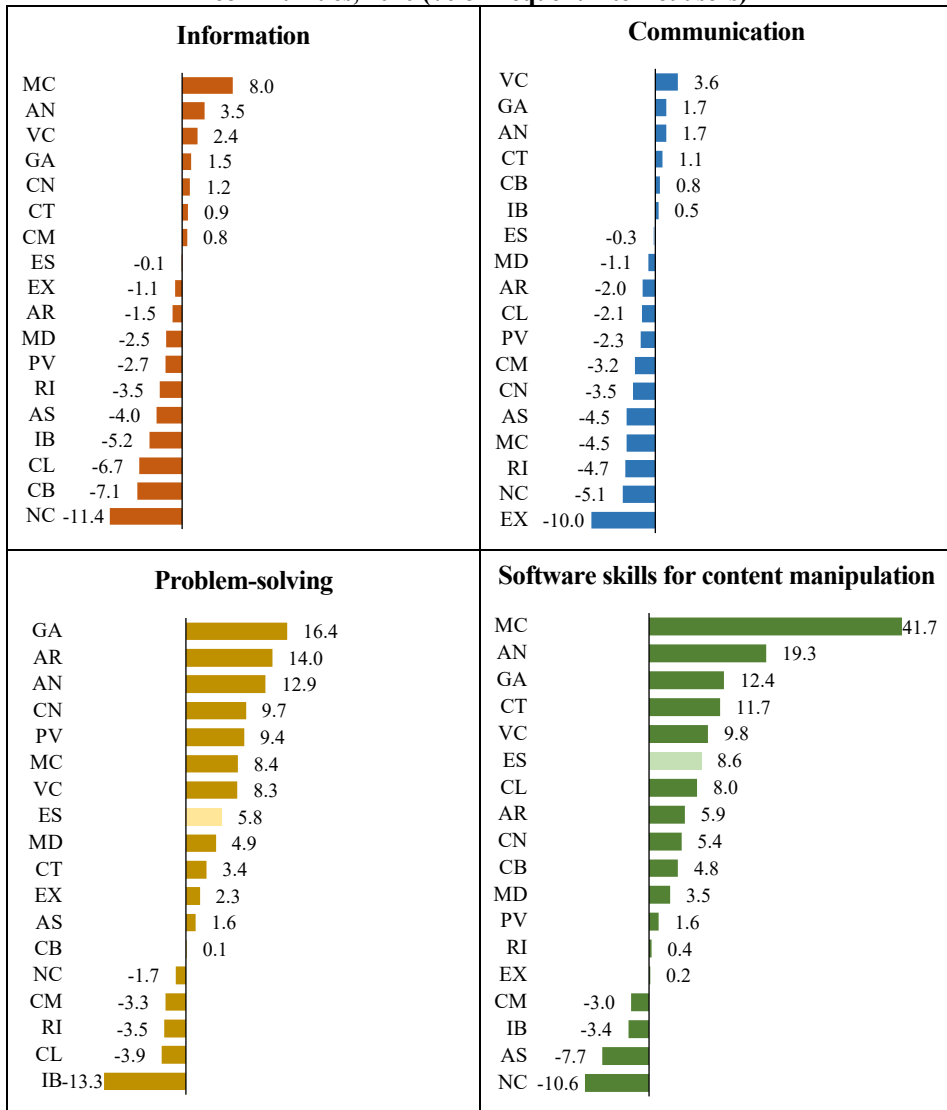 Information
MC 8.0
AN 3.5
VC 2.4
GA 1.5
CN 1.2
CT 0.9
CM 0.8
ES -0.1
EX -1.1
AR -1.5
MD -2.5
PV -2.7
RI -3.5
AS -4.0
IB -5.2
CL -6.7
CB -7.1
NC -11.4
Communication
VC 3.6
GA 1.7
AN 1.7
CT 1.1
CB 0.8
IB 0.5
ES -0.3
MD -1.1
AR -2.0
CL -2.1
PV -2.3
CM -3.2
CN -3.5
AS -4.5
MC -4.5
RI -4.7
NC -5.1
EX -10.0
Problem-solving
GA 16.4
AR 14.0
AN 12.9
CN 9.7
PV 9.4
MC 8.4
VC 8.3
ES 5.8
MD 4.9
CT 3.4
EX 2.3
AS 1.6
CB 0.1
NC -1.7
CM -3.3
RI -3.5
CL -3.9
IB -13.3
Software skills for content manipulation
MC 41.7
AN 19.3
GA 12.4
CT 11.7
VC 9.8
ES 8.6
CL 8.0
AR 5.9
CN 5.4
CB 4.8
MD 3.5
PV 1.6
RI 0.4
EX 0.2
CM -3.0
IB -3.4
AS -7.7
NC -10.6